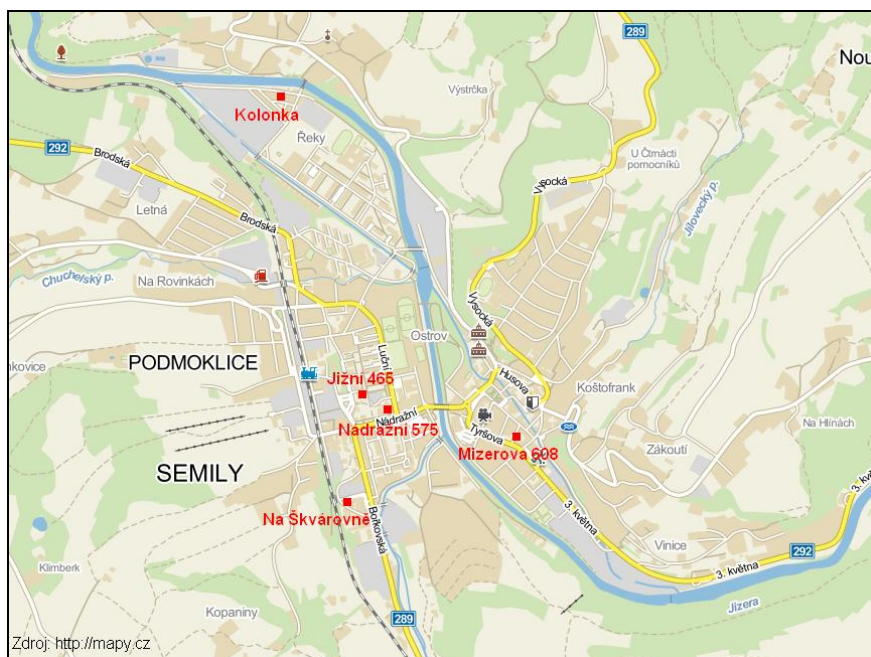 289
Nou
Kolonka
Výstrčka
Řeky
292
Brodská
U Čtmácti
pomocníků
Vysocká
Letná
Brodská
Jílovecký p.
Chuchelský p.
Na Rovinkách
Vysocká
Ostrov
Luční
nkovice
PODMOKLICE
Husova
Koštofrank
Jižní 465
Nádražní
Nádražní 575
Na Hlínách
Tyršova
Zákoutí
Mizerova 608
SEMILY
3. května
Na Škvárovně
Bořkovská
3. května
Vinice
292
Klimberk
3. května
Jizera
Kopaniny
289
Zdroj: http://mapy.cz